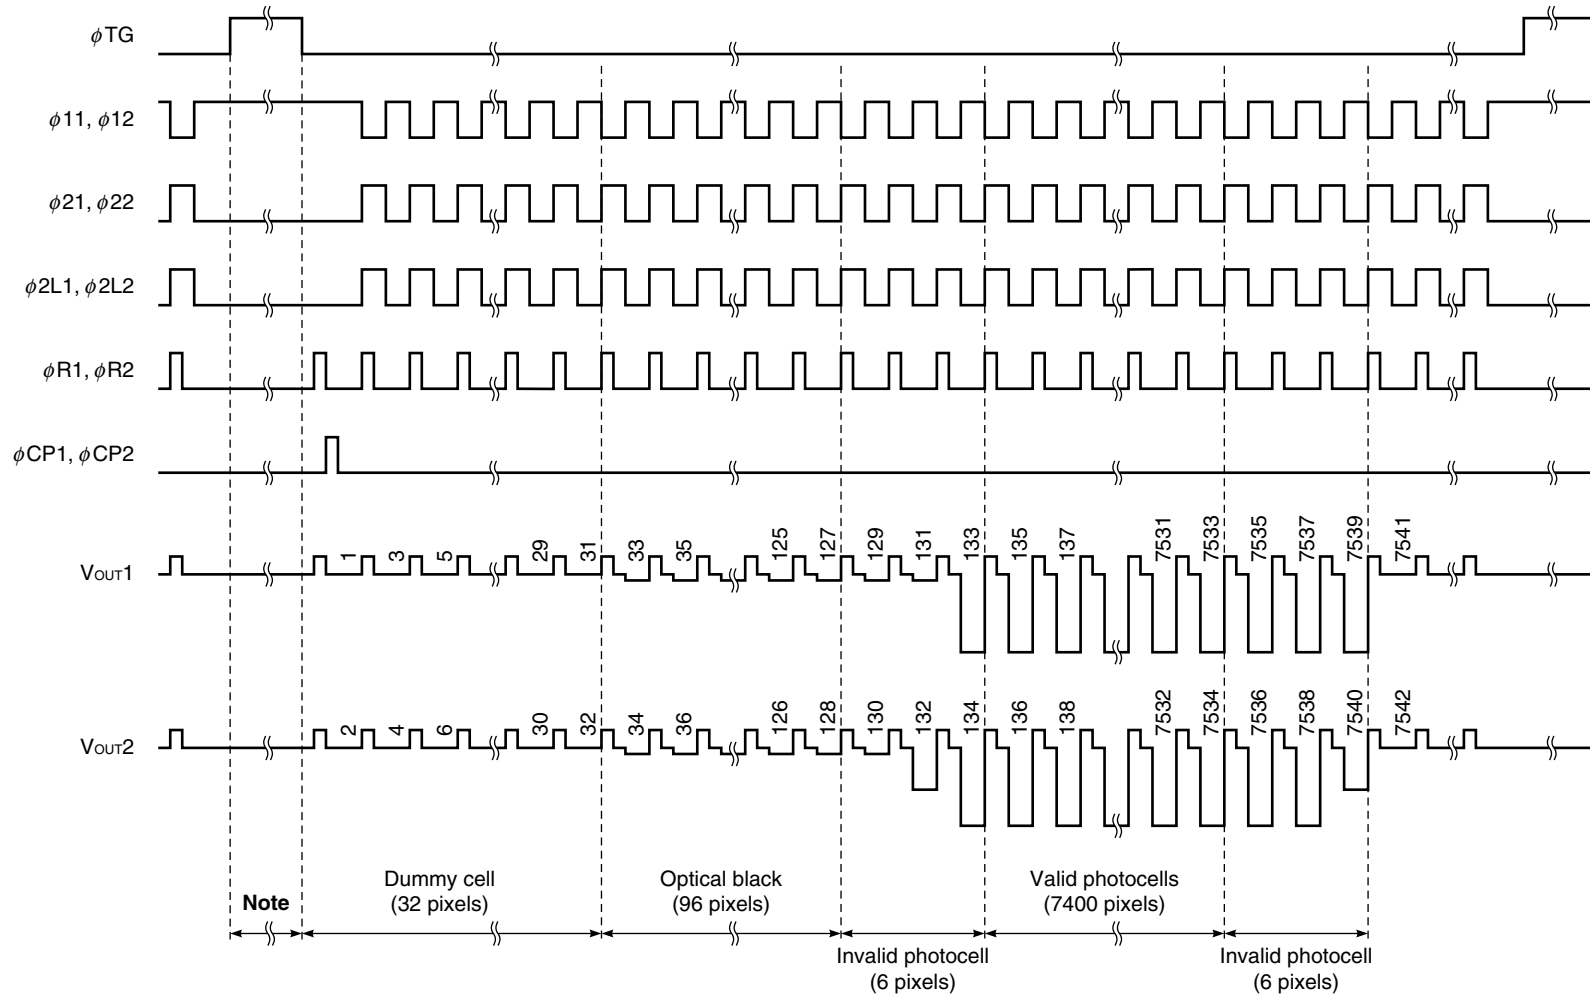 ϕTG
ϕ11, ϕ12
ϕ21, ϕ22
ϕ2L1, ϕ2L2
ϕR1, ϕR2
ϕCP1, ϕCP2
VOUT1
1 3 5 29 31 33 35 125 127 129 131 133 135 137 7531 7533 7535 7537 7539 7541
VOUT2
2 4 6 30 32 34 36 126 128 130 132 134 136 138 7532 7534 7536 7538 7540 7542
Note
Dummy cell
(32 pixels)
Optical black
(96 pixels)
Invalid photocell
(6 pixels)
Valid photocells
(7400 pixels)
Invalid photocell
(6 pixels)